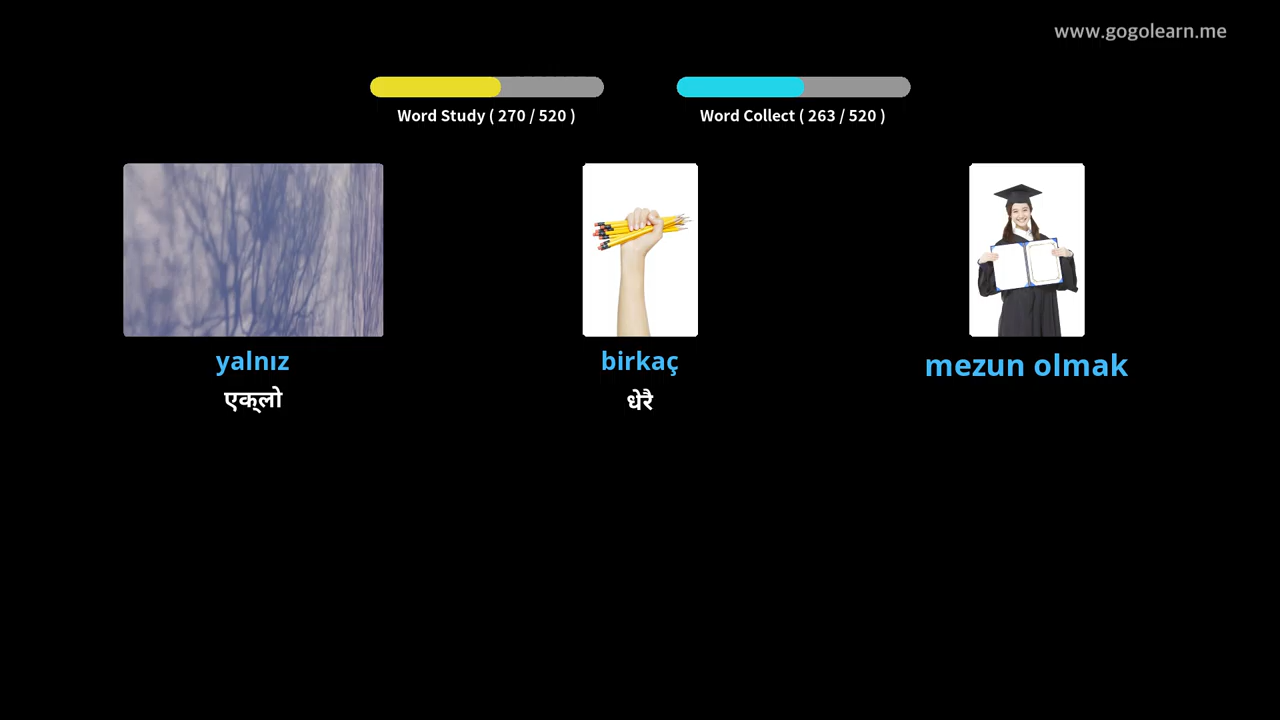 www.gogolearn.me
Word Study ( 270 / 520 )
Word Collect ( 263 / 520 )
yalnız
एक्लो
birkaç
धेरै
mezun olmak